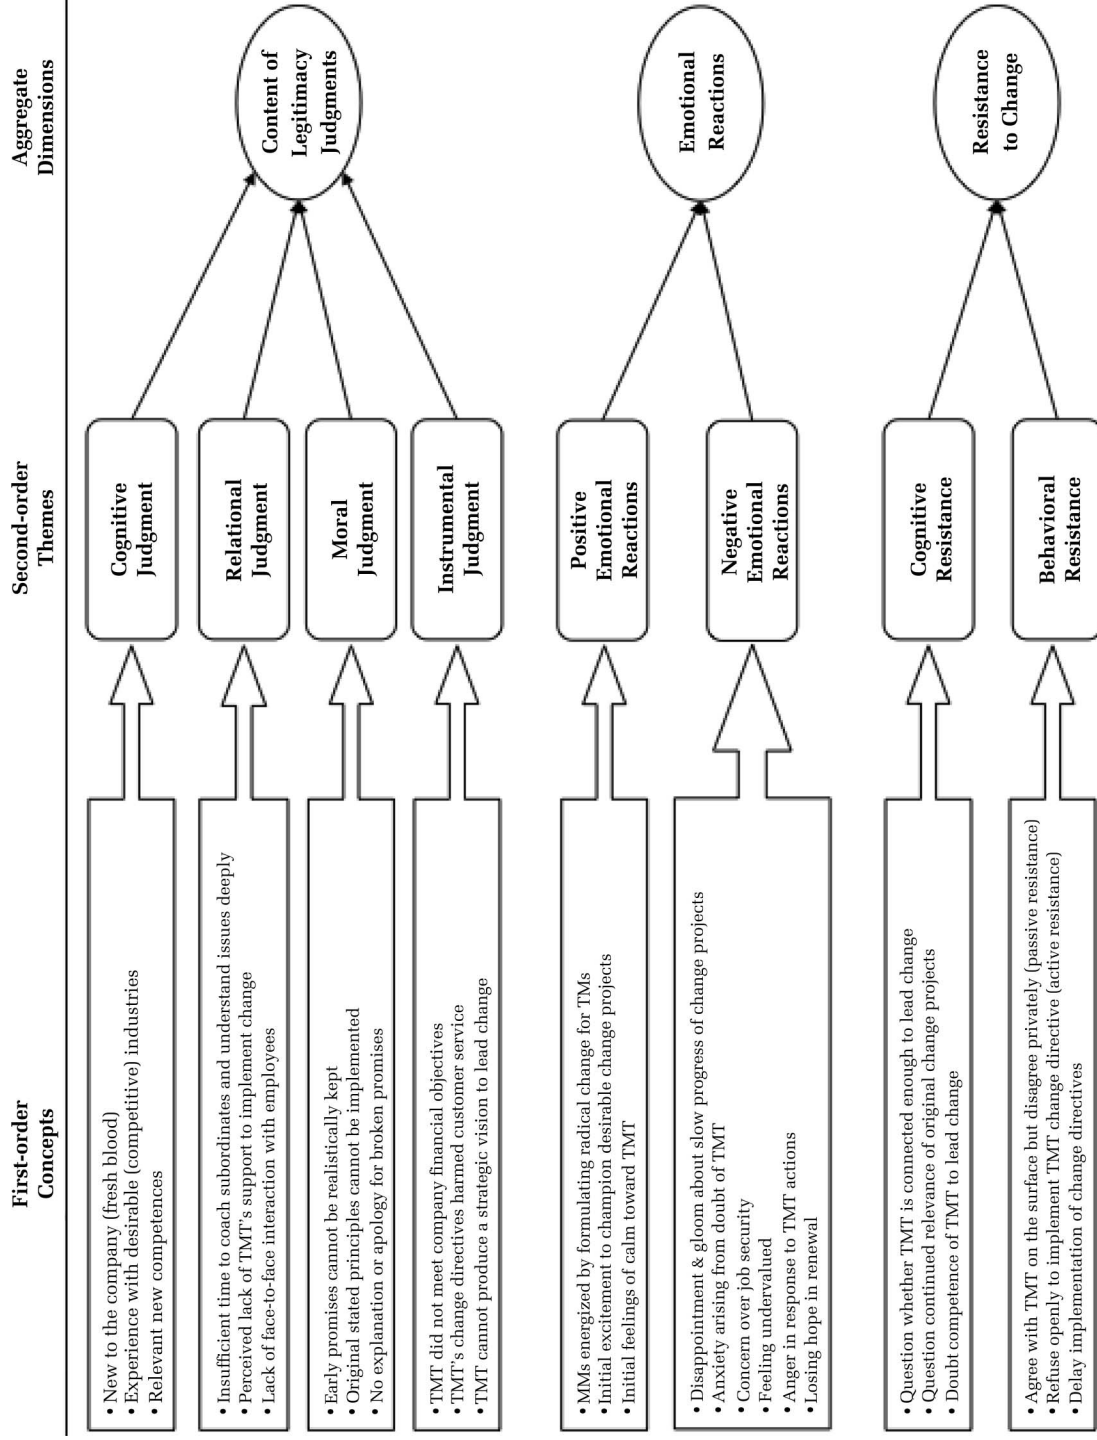 First-order
Concepts
Second-order
Themes
Aggregate
Dimensions
• New to the company (fresh blood)
• Experience with desirable (competitive) industries
• Relevant new competences
Cognitive
Judgment
• Insufficient time to coach subordinates and understand issues deeply
• Perceived lack of TMT's support to implement change
• Lack of face-to-face interaction with employees
Relational
Judgment
• Early promises cannot be realistically kept
• Original stated principles cannot be implemented
• No explanation or apology for broken promises
Moral
Judgment
• TMT did not meet company financial objectives
• TMT's change directives harmed customer service
• TMT cannot produce a strategic vision to lead change
Instrumental
Judgment
Content of
Legitimacy
Judgments
• MMs energized by formulating radical change for TMs
• Initial excitement to champion desirable change projects
• Initial feelings of calm toward TMT
Positive
Emotional
Reactions
• Disappointment & gloom about slow progress of change projects
• Anxiety arising from doubt of TMT
• Concern over job security
• Feeling undervalued
• Anger in response to TMT actions
• Losing hope in renewal
Negative
Emotional
Reactions
Emotional
Reactions
• Question whether TMT is connected enough to lead change
• Question continued relevance of original change projects
• Doubt competence of TMT to lead change
Cognitive
Resistance
• Agree with TMT on the surface but disagree privately (passive resistance)
• Refuse openly to implement TMT change directive (active resistance)
• Delay implementation of change directives
Behavioral
Resistance
Resistance
to Change